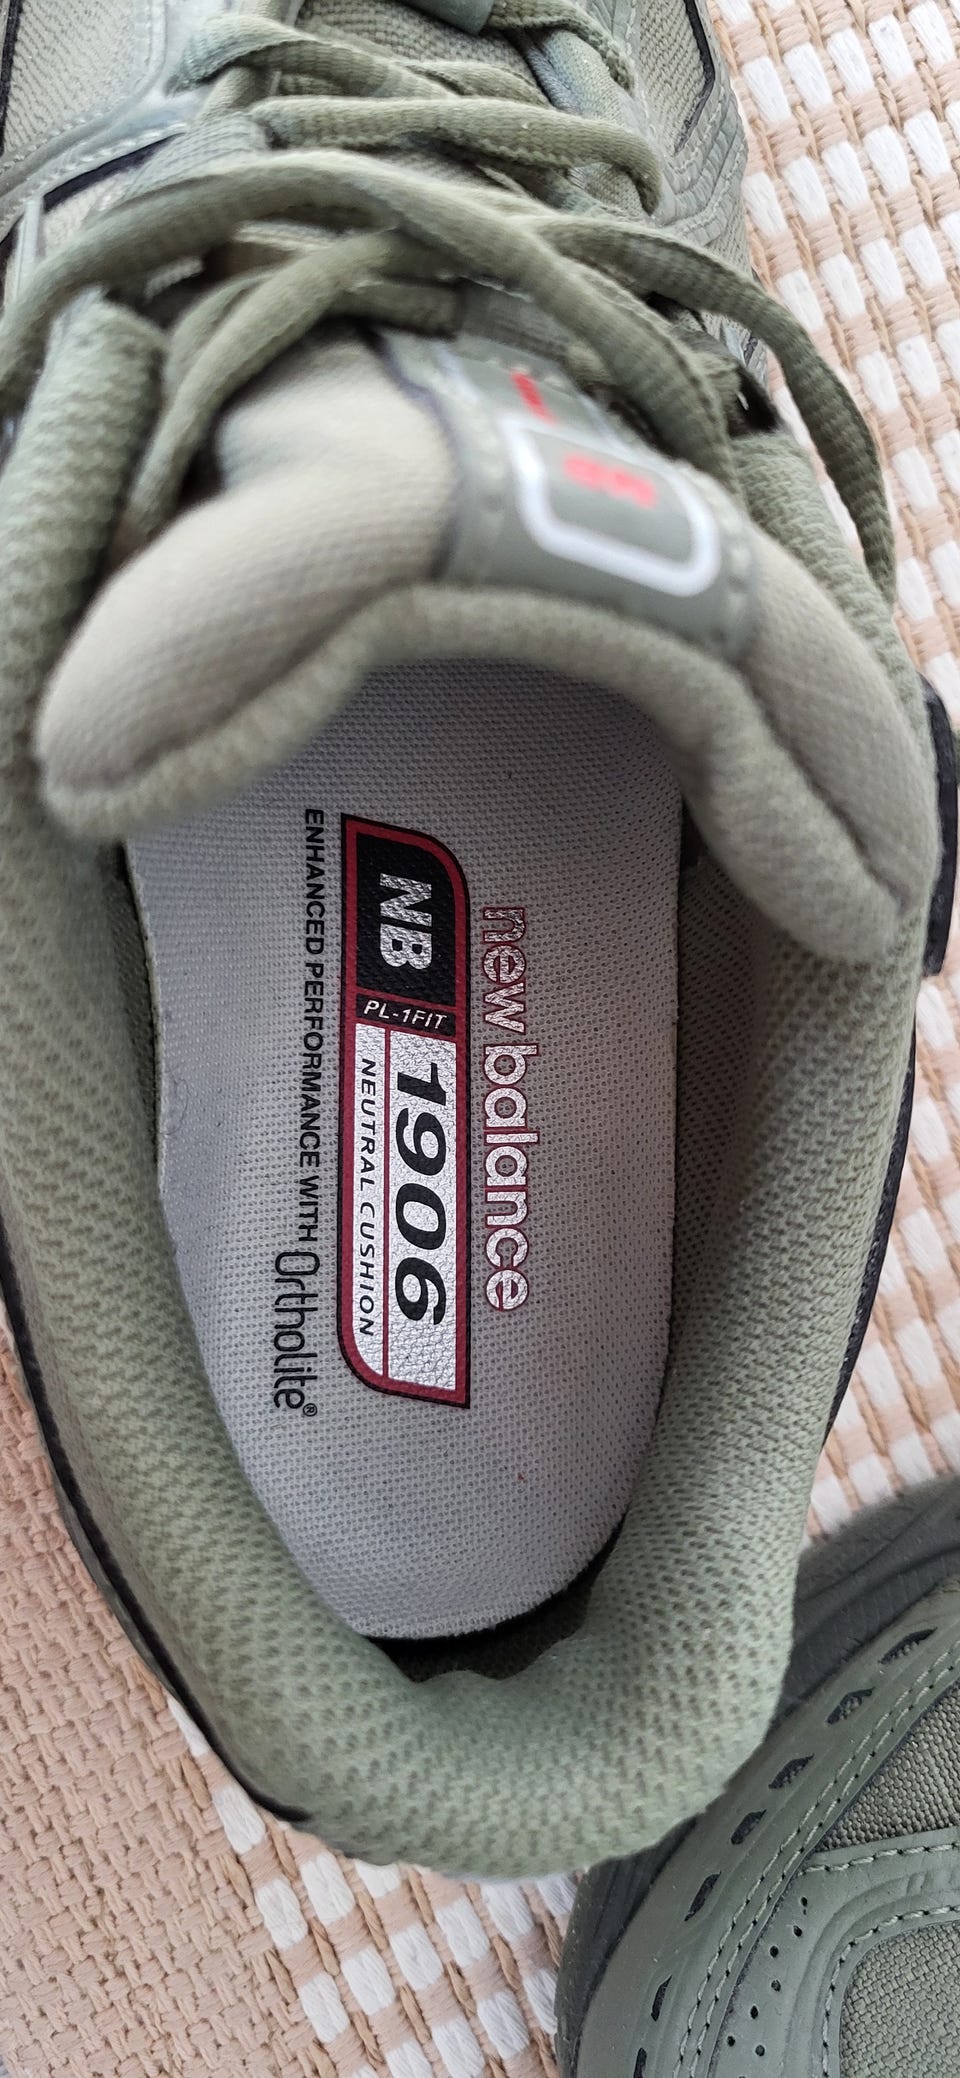 new balance
NB
PL-1FIT
1906
NEUTRAL CUSHION
ENHANCED PERFORMANCE WITH Ortholite®